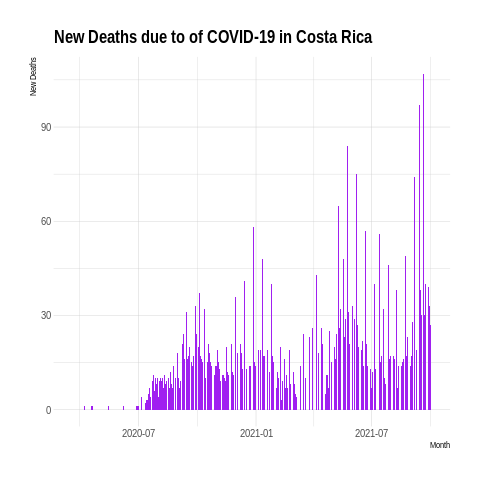 New Deaths due to of COVID-19 in Costa Rica
New Deaths
90
60
30
0
2020-07
2021-01
2021-07
Month